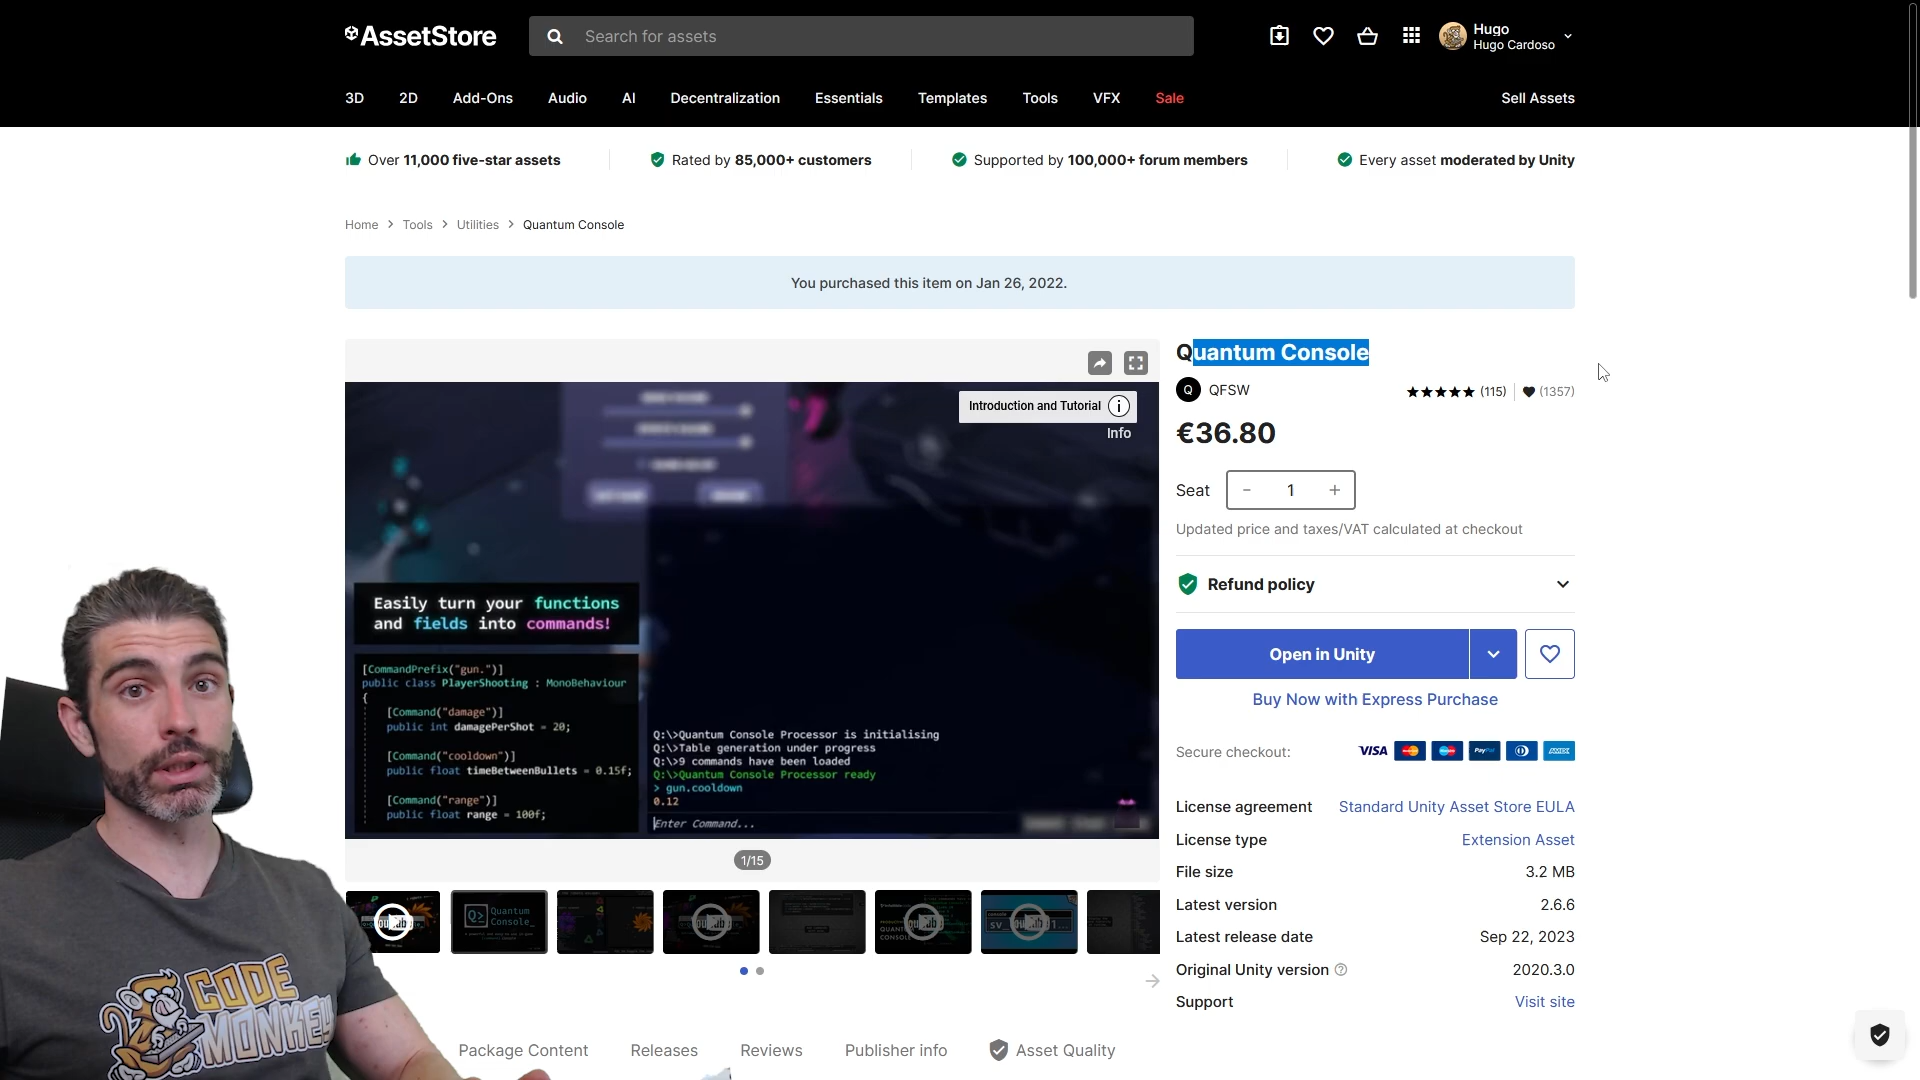 AssetStore
Search for assets
Hugo
Hugo Cardoso
3D 2D Add-Ons Audio AI Decentralization Essentials Templates Tools VFX Sale Sell Assets
Over 11,000 five-star assets
Rated by 85,000+ customers
Supported by 100,000+ forum members
Every asset moderated by Unity
Home > Tools > Utilities > Quantum Console
You purchased this item on Jan 26, 2022.
Introduction and Tutorial
Info
Easily turn your functions
and fields into commands!
[CommandPrefix("gun.")]
public class PlayerShooting : MonoBehaviour
{
[Command("damage")]
public int damagePerShot = 20;
[Command("cooldown")]
public float timeBetweenBullets = 0.15f;
[Command("range")]
public float range = 100f;
Q:\>Quantum Console Processor is initialising
Q:\>Table generation under progress
Q:\>9 commands have been loaded
Q:\>Quantum Console Processor ready
> gun.cooldown
0.12
Enter Command...
1/15
Q> Quantum
Console_
Quantum Console
Q QFSW
(115)
(1357)
€36.80
Seat - 1 +
Updated price and taxes/VAT calculated at checkout
Refund policy
Open in Unity
Buy Now with Express Purchase
Secure checkout: VISA PayPal AMEX
License agreement Standard Unity Asset Store EULA
License type Extension Asset
File size 3.2 MB
Latest version 2.6.6
Latest release date Sep 22, 2023
Original Unity version 2020.3.0
Support Visit site
Package Content Releases Reviews Publisher info Asset Quality
CODE
MONKEY